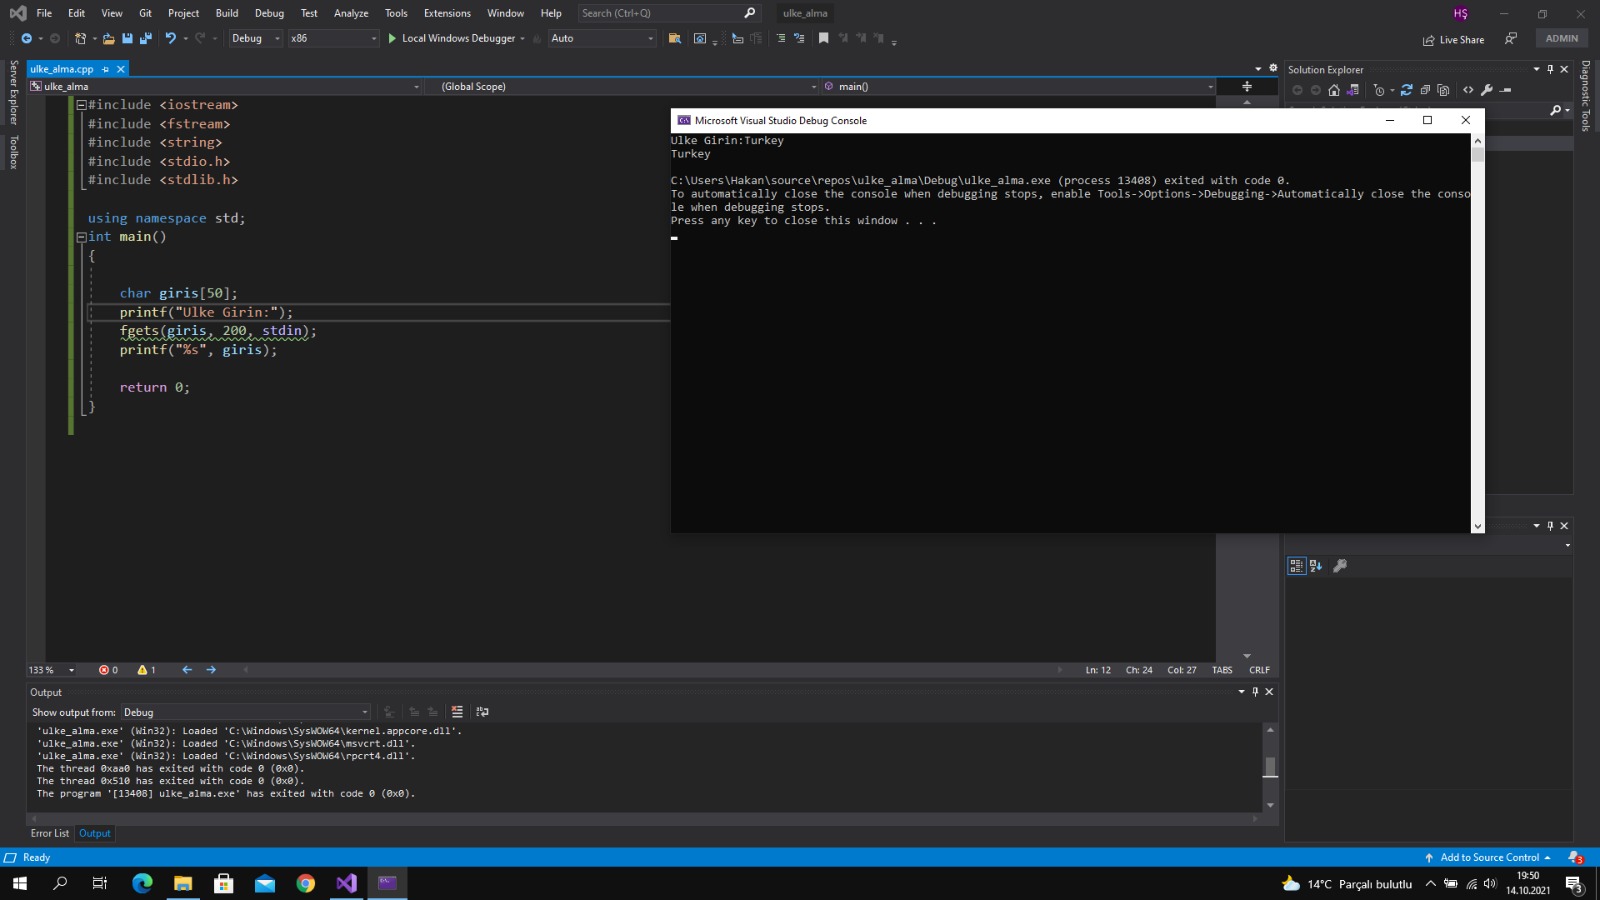 File Edit View Git Project Build Debug Test Analyze Tools Extensions Window Help Search (Ctrl+Q) ulke_alma HŞ
Debug x86 Local Windows Debugger Auto Live Share ADMIN
Server Explorer
Toolbox
ulke_alma.cpp
ulke_alma (Global Scope) main()
#include <iostream>
#include <fstream>
#include <string>
#include <stdio.h>
#include <stdlib.h>
using namespace std;
int main()
{
char giris[50];
printf("Ulke Girin:");
fgets(giris, 200, stdin);
printf("%s", giris);
return 0;
}
Microsoft Visual Studio Debug Console
Ulke Girin:Turkey
Turkey
C:\Users\Hakan\source\repos\ulke_alma\Debug\ulke_alma.exe (process 13408) exited with code 0.
To automatically close the console when debugging stops, enable Tools->Options->Debugging->Automatically close the conso
le when debugging stops.
Press any key to close this window . . .
Solution Explorer
Diagnostic Tools
133 % 0 1 Ln: 12 Ch: 24 Col: 27 TABS CRLF
Output
Show output from: Debug
'ulke_alma.exe' (Win32): Loaded 'C:\Windows\SysWOW64\kernel.appcore.dll'.
'ulke_alma.exe' (Win32): Loaded 'C:\Windows\SysWOW64\msvcrt.dll'.
'ulke_alma.exe' (Win32): Loaded 'C:\Windows\SysWOW64\rpcrt4.dll'.
The thread 0xaa0 has exited with code 0 (0x0).
The thread 0x510 has exited with code 0 (0x0).
The program '[13408] ulke_alma.exe' has exited with code 0 (0x0).
Error List Output
Ready Add to Source Control 3
14°C Parçalı bulutlu 19:50
14.10.2021 3